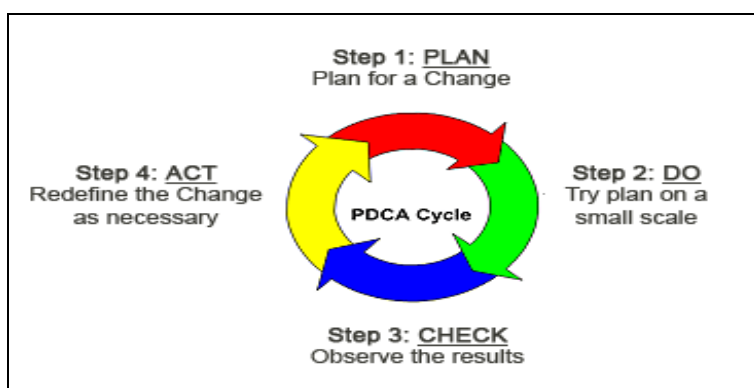 Step 1: PLAN
Plan for a Change
Step 2: DO
Try plan on a
small scale
Step 3: CHECK
Observe the results
Step 4: ACT
Redefine the Change
as necessary
PDCA Cycle